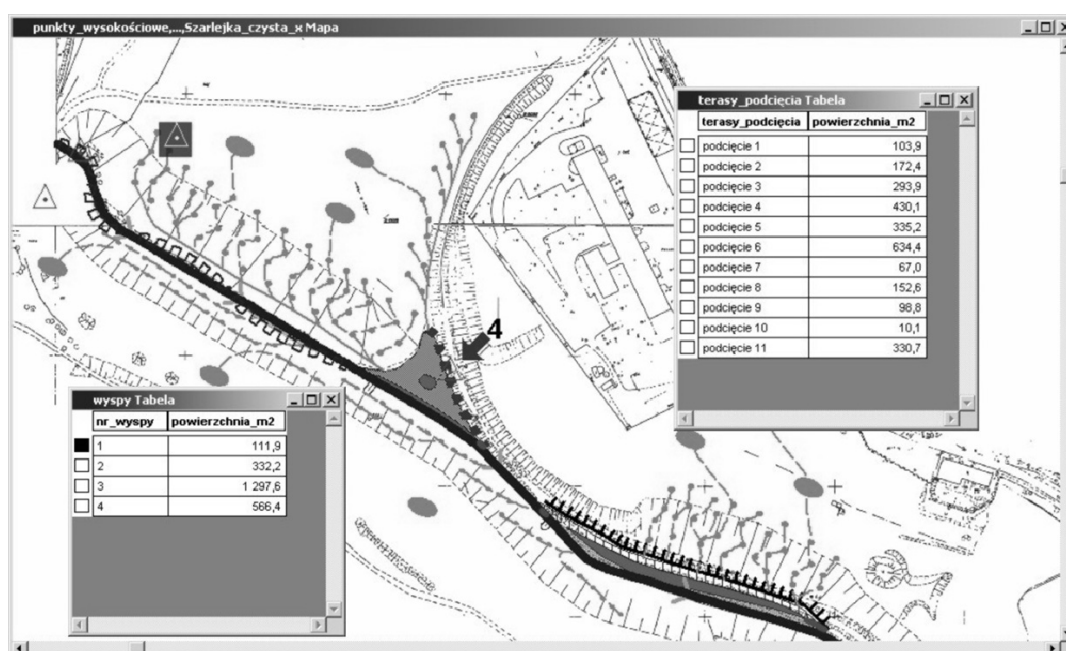 punkty_wysokościowe,...,Szarlejka_czysta_x Mapa
terasy_podcięcia Tabela
terasy_podcięcia powierzchnia_m2
podcięcie 1 103,9
podcięcie 2 172,4
podcięcie 3 293,9
podcięcie 4 430,1
podcięcie 5 335,2
podcięcie 6 634,4
podcięcie 7 67,0
podcięcie 8 152,6
podcięcie 9 98,8
podcięcie 10 10,1
podcięcie 11 330,7
4
wyspy Tabela
nr_wyspy powierzchnia_m2
1 111,9
2 332,2
3 1 297,6
4 566,4